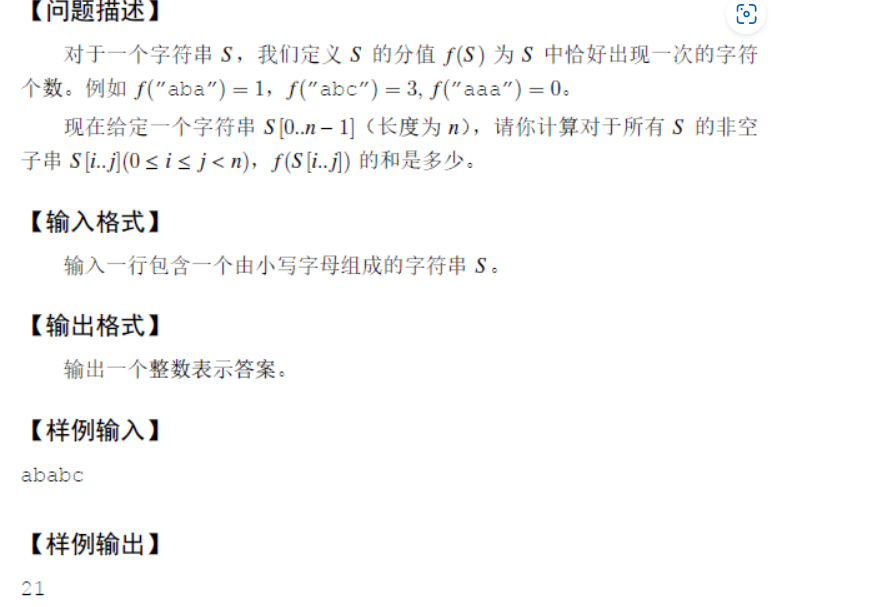 【问题描述】
对于一个字符串 S，我们定义 S 的分值 f(S) 为 S 中恰好出现一次的字符
个数。例如 f(″aba″) = 1，f(″abc″) = 3, f(″aaa″) = 0。
现在给定一个字符串 S[0..n − 1]（长度为 n），请你计算对于所有 S 的非空
子串 S[i..j](0 ≤ i ≤ j < n)，f(S[i..j]) 的和是多少。
【输入格式】
输入一行包含一个由小写字母组成的字符串 S。
【输出格式】
输出一个整数表示答案。
【样例输入】
ababc
【样例输出】
21